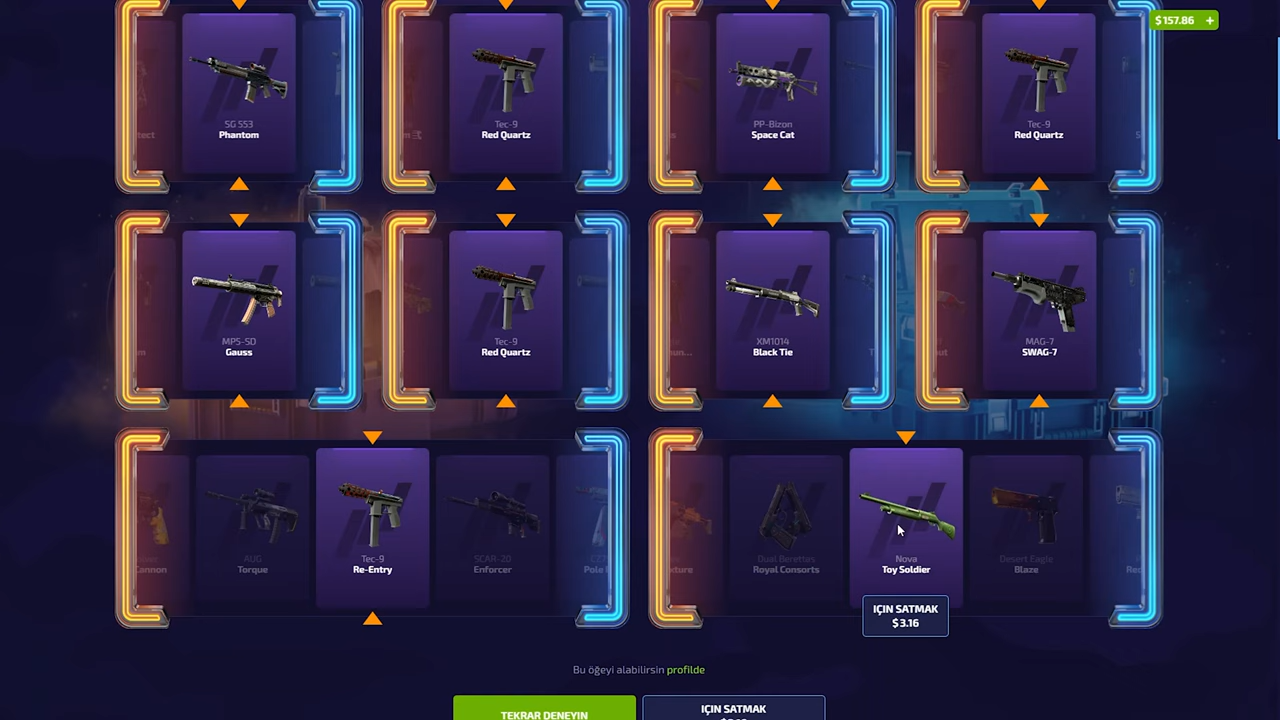 $157.86 +
SG 553
Phantom
Tec-9
Red Quartz
PP-Bizon
Space Cat
Tec-9
Red Quartz
MP5-SD
Gauss
Tec-9
Red Quartz
XM1014
Black Tie
MAG-7
SWAG-7
Cannon
AUG
Torque
Tec-9
Re-Entry
SCAR-20
Enforcer
Dual Berettas
Royal Consorts
Nova
Toy Soldier
Desert Eagle
Blaze
IÇIN SATMAK
$3.16
Bu öğeyi alabilirsin profilde
TEKRAR DENEYIN
IÇIN SATMAK